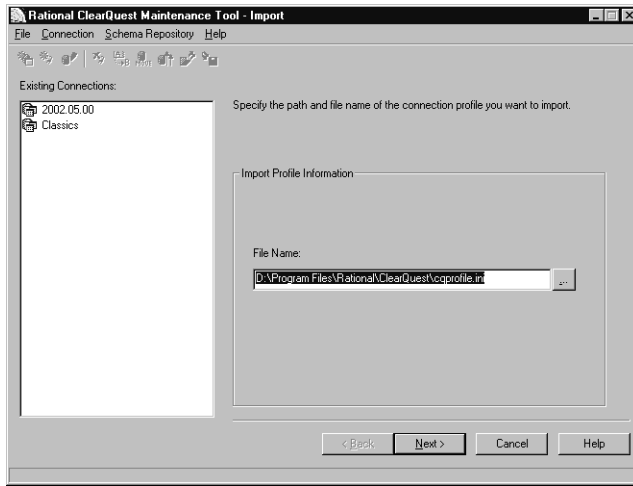 Rational ClearQuest Maintenance Tool - Import
File Connection Schema Repository Help
Existing Connections:
2002.05.00
Classics
Specify the path and file name of the connection profile you want to import.
Import Profile Information
File Name:
D:\Program Files\Rational\ClearQuest\cqprofile.ini
...
< Back Next > Cancel Help